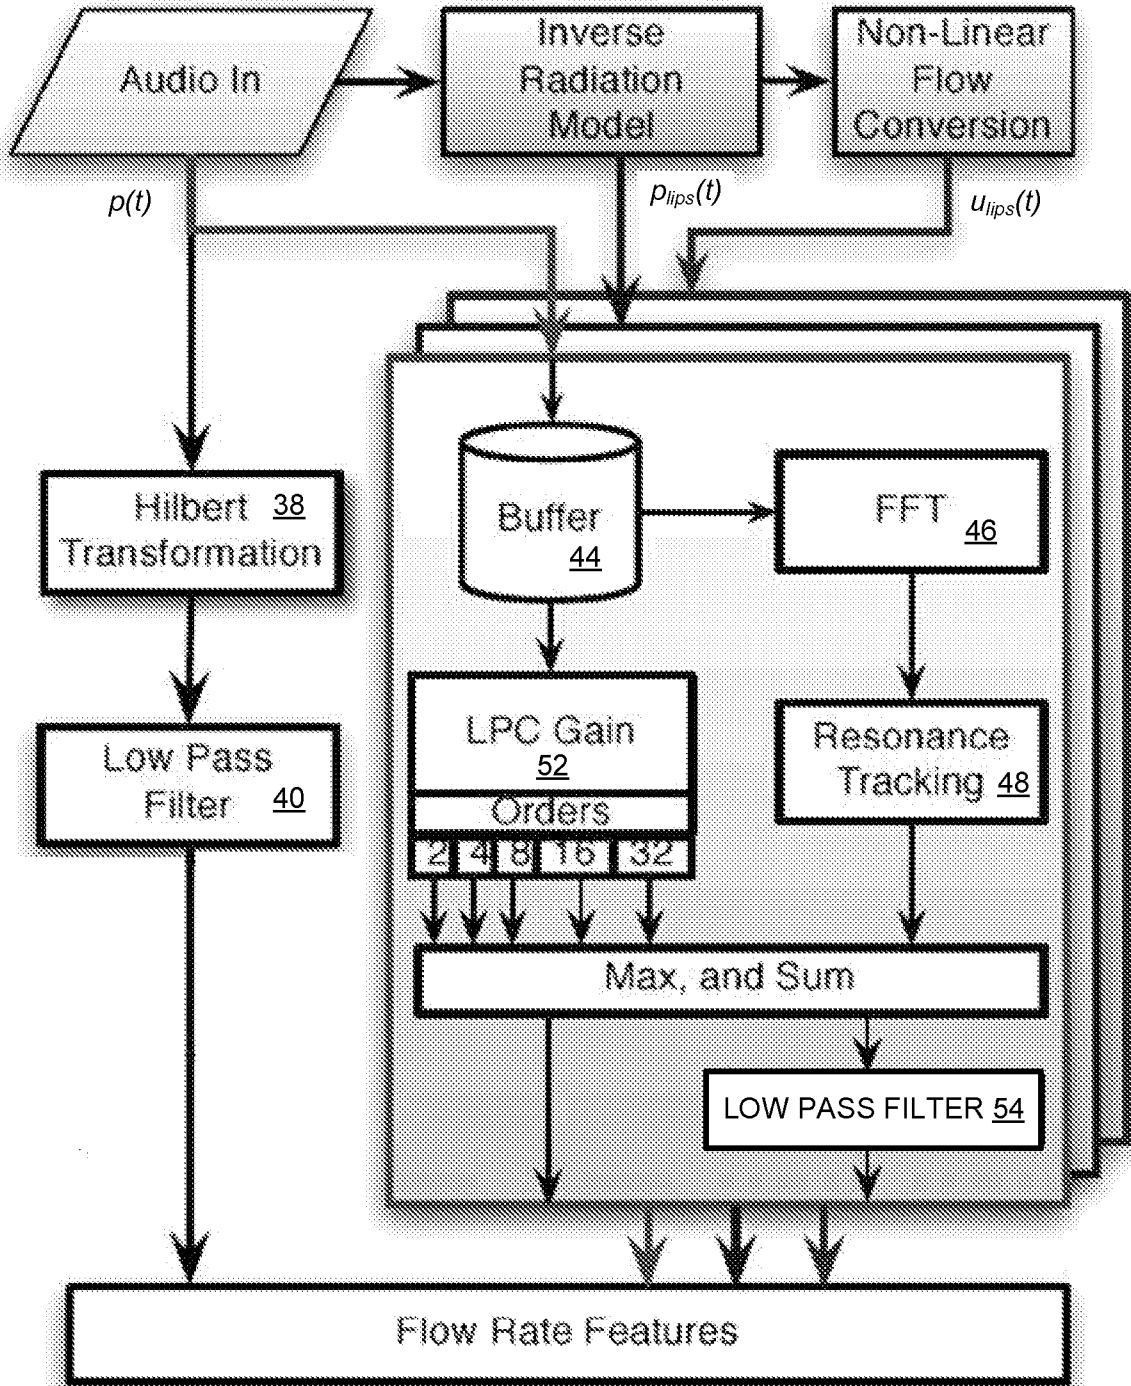 Audio In
Inverse
Radiation
Model
Non-Linear
Flow
Conversion
p(t)
plips(t)
ulips(t)
Hilbert 38
Transformation
Buffer
44
FFT
46
Low Pass
Filter 40
LPC Gain
52
Orders
2 4 8 16 32
Resonance
Tracking 48
Max, and Sum
LOW PASS FILTER 54
Flow Rate Features